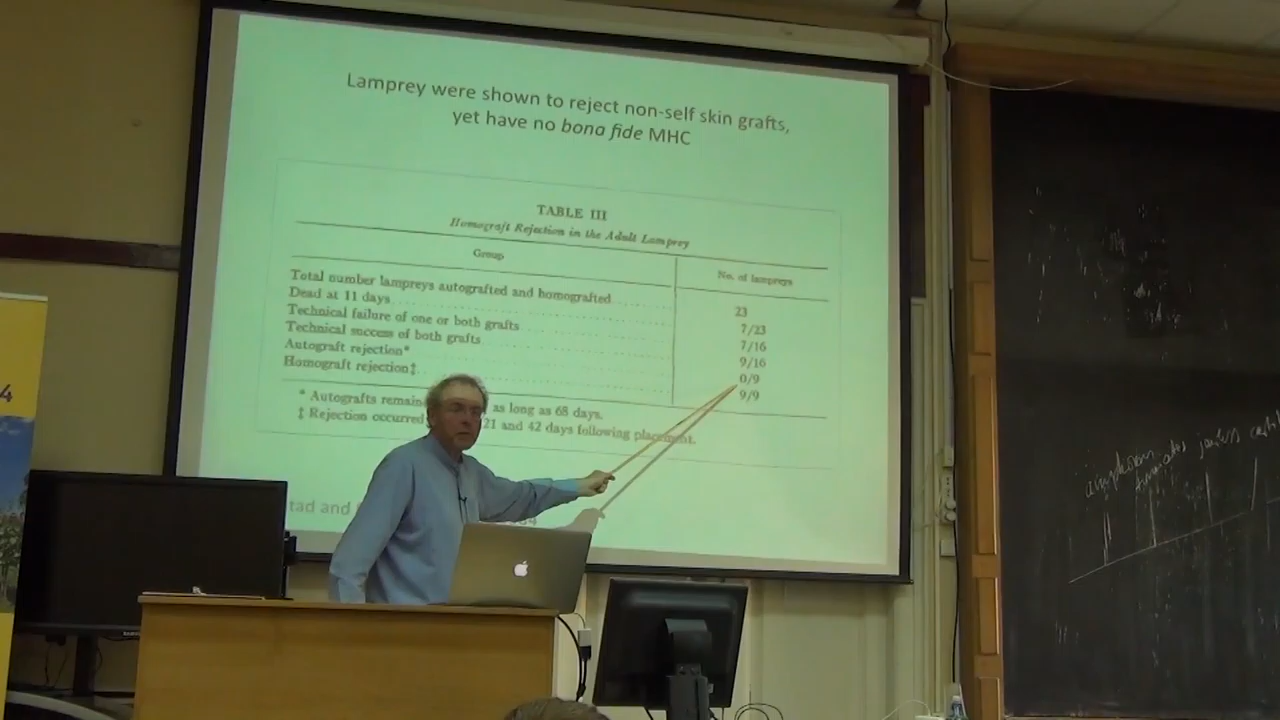 Lamprey were shown to reject non-self skin grafts,
yet have no bona fide MHC
TABLE III
Homograft Rejection in the Adult Lamprey
Group No. of lampreys
Total number lampreys autografted and homografted 23
Dead at 11 days 7/23
Technical failure of one or both grafts 7/16
Technical success of both grafts 9/16
Autograft rejection* 0/9
Homograft rejection‡ 9/9
* Autografts remain as long as 68 days.
‡ Rejection occurred 21 and 42 days following placement.
tad and
4